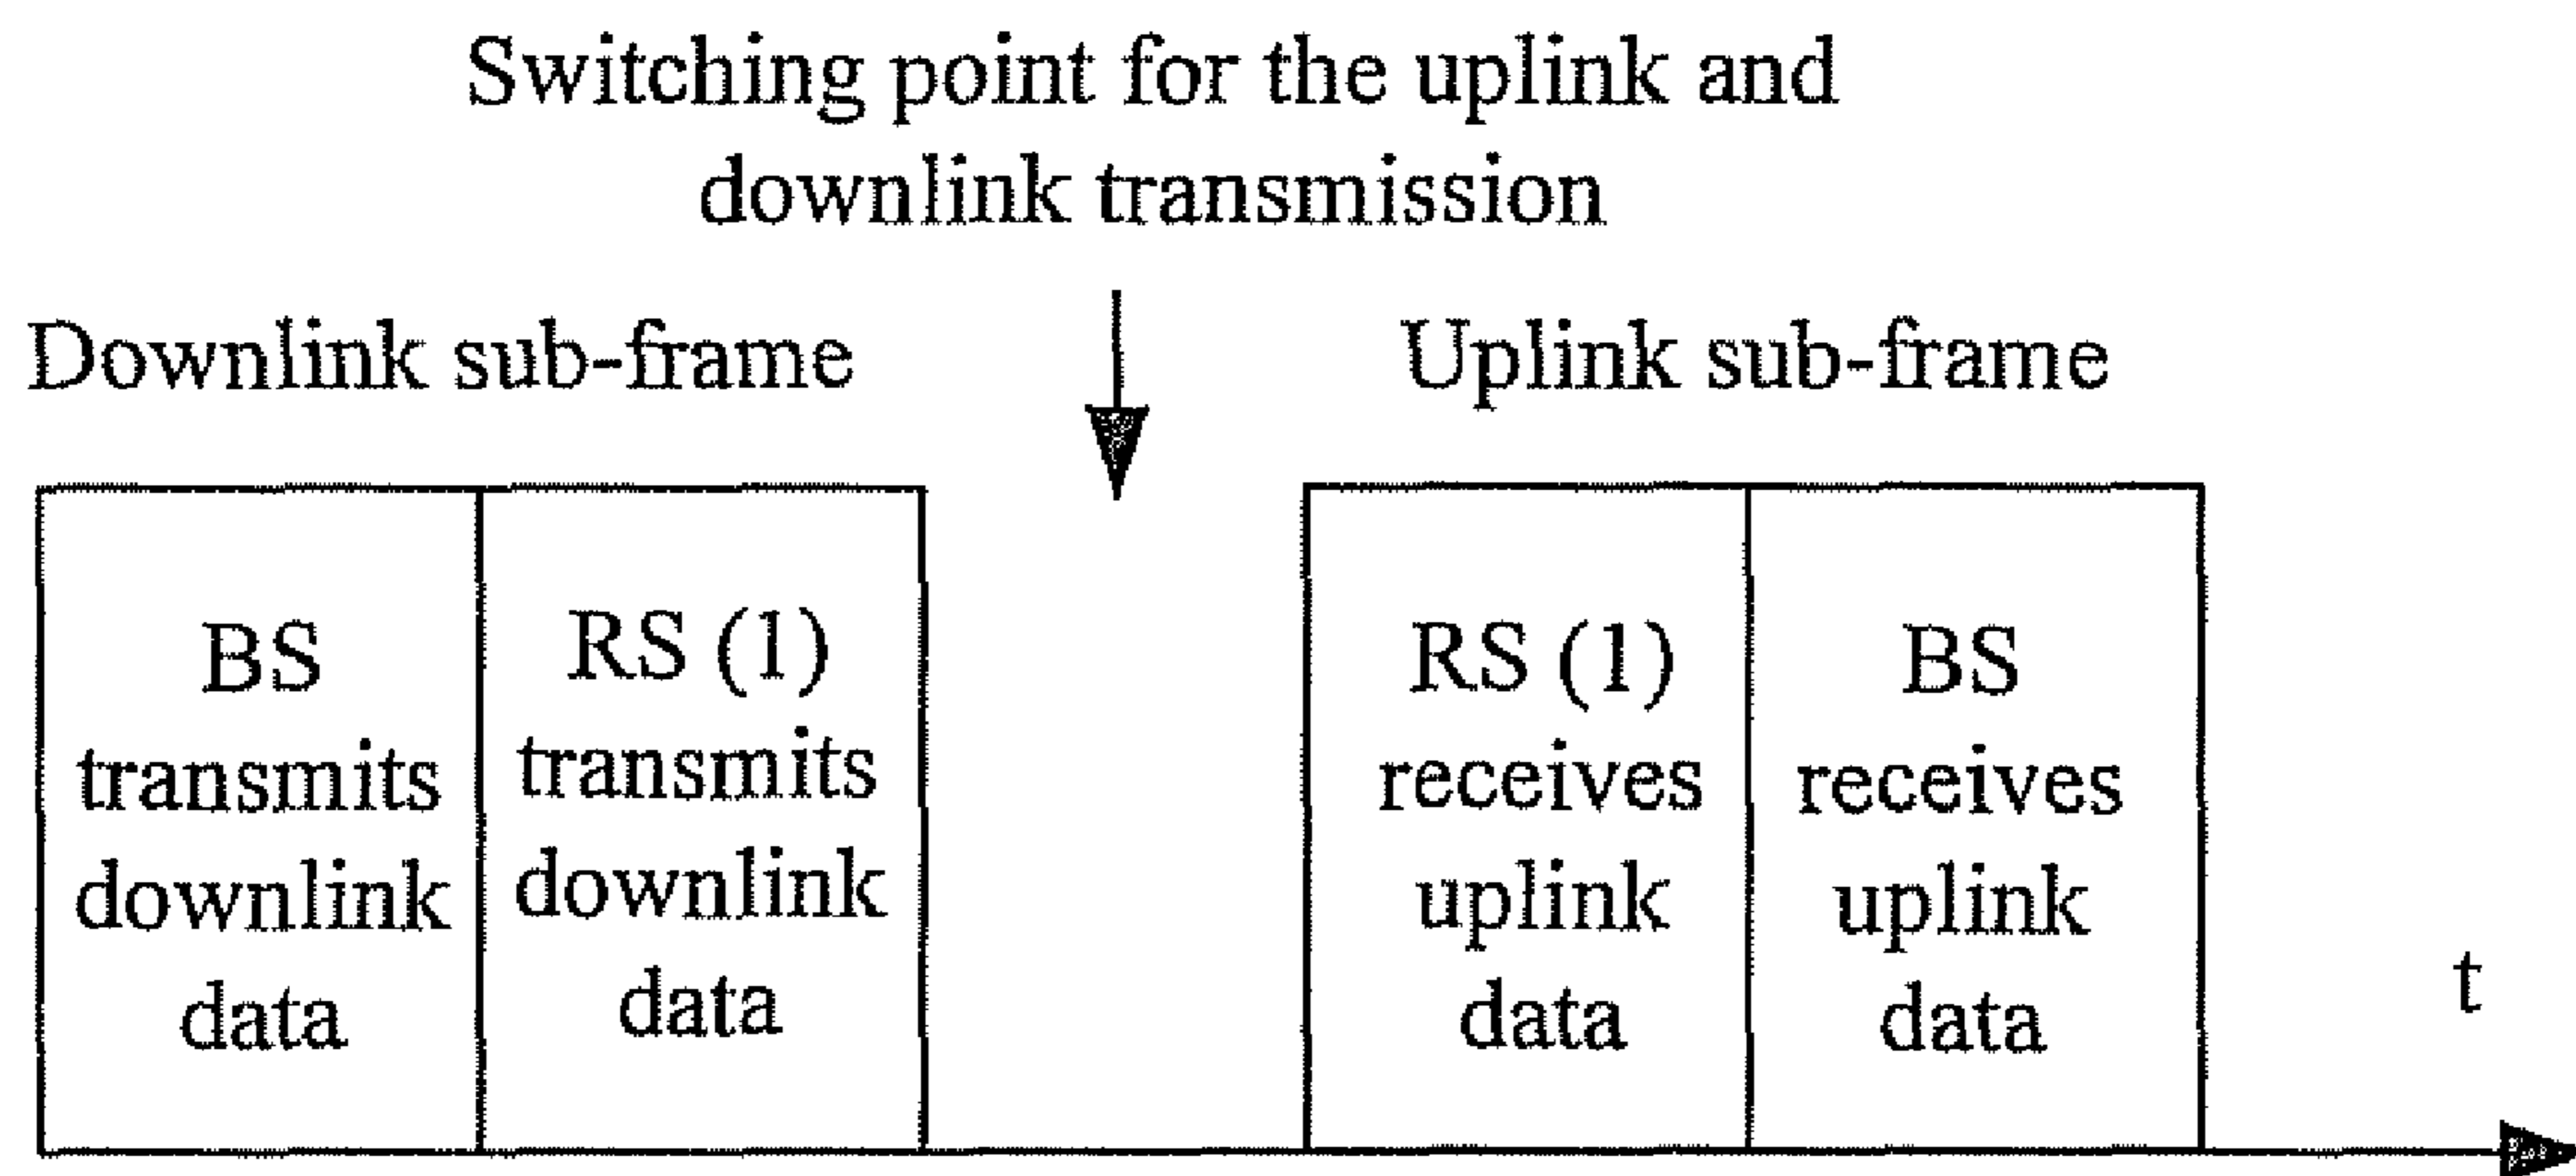 Switching point for the uplink and
downlink transmission
Downlink sub-frame
Uplink sub-frame
BS
transmits
downlink
data
RS (1)
transmits
downlink
data
RS (1)
receives
uplink
data
BS
receives
uplink
data
t